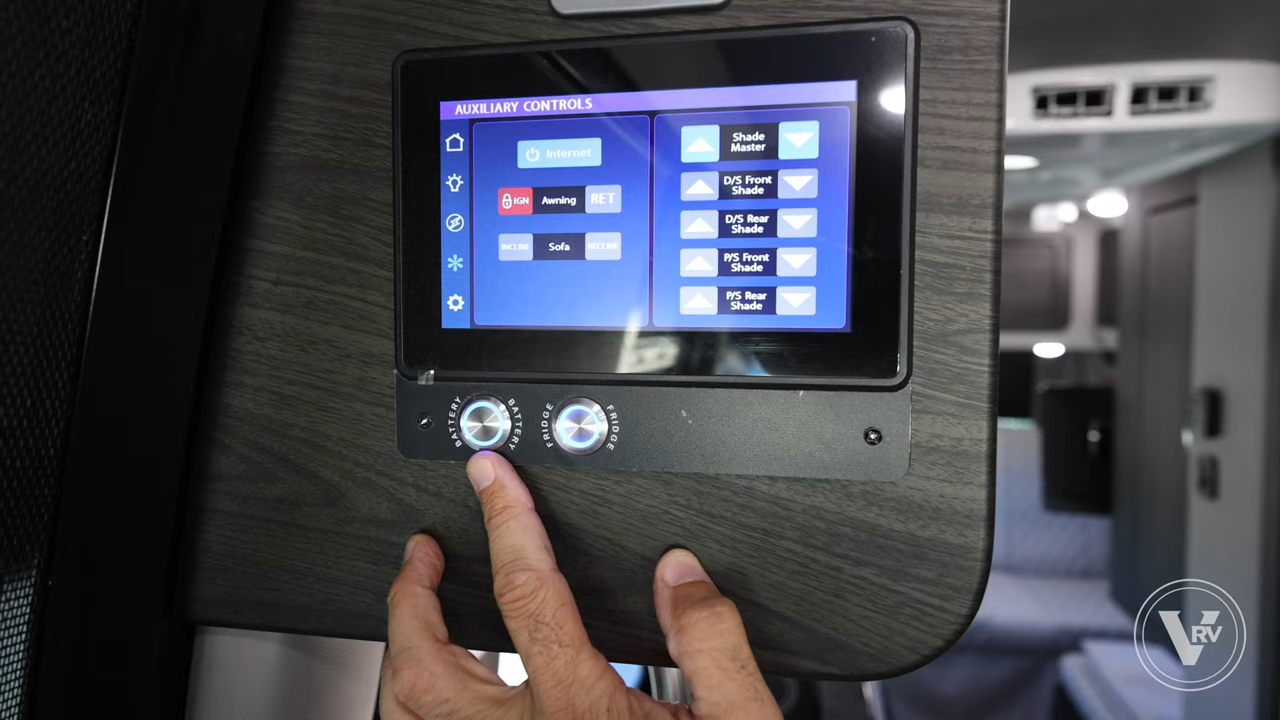 AUXILIARY CONTROLS
Internet
IGN Awning RET
INCLINE Sofa RECLINE
Shade
Master
D/S Front
Shade
D/S Rear
Shade
P/S Front
Shade
P/S Rear
Shade
BATTERY BATTERY
FRIDGE FRIDGE
VRV